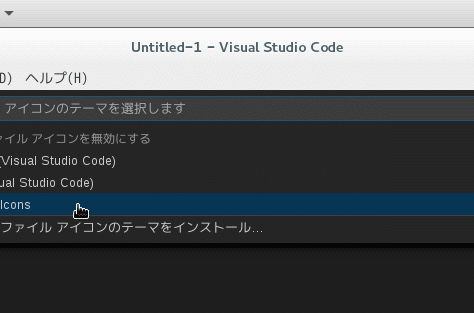 Untitled-1 - Visual Studio Code
D) ヘルプ(H)
アイコンのテーマを選択します
イル アイコンを無効にする
(Visual Studio Code)
ual Studio Code)
Icons
ファイル アイコンのテーマをインストール...